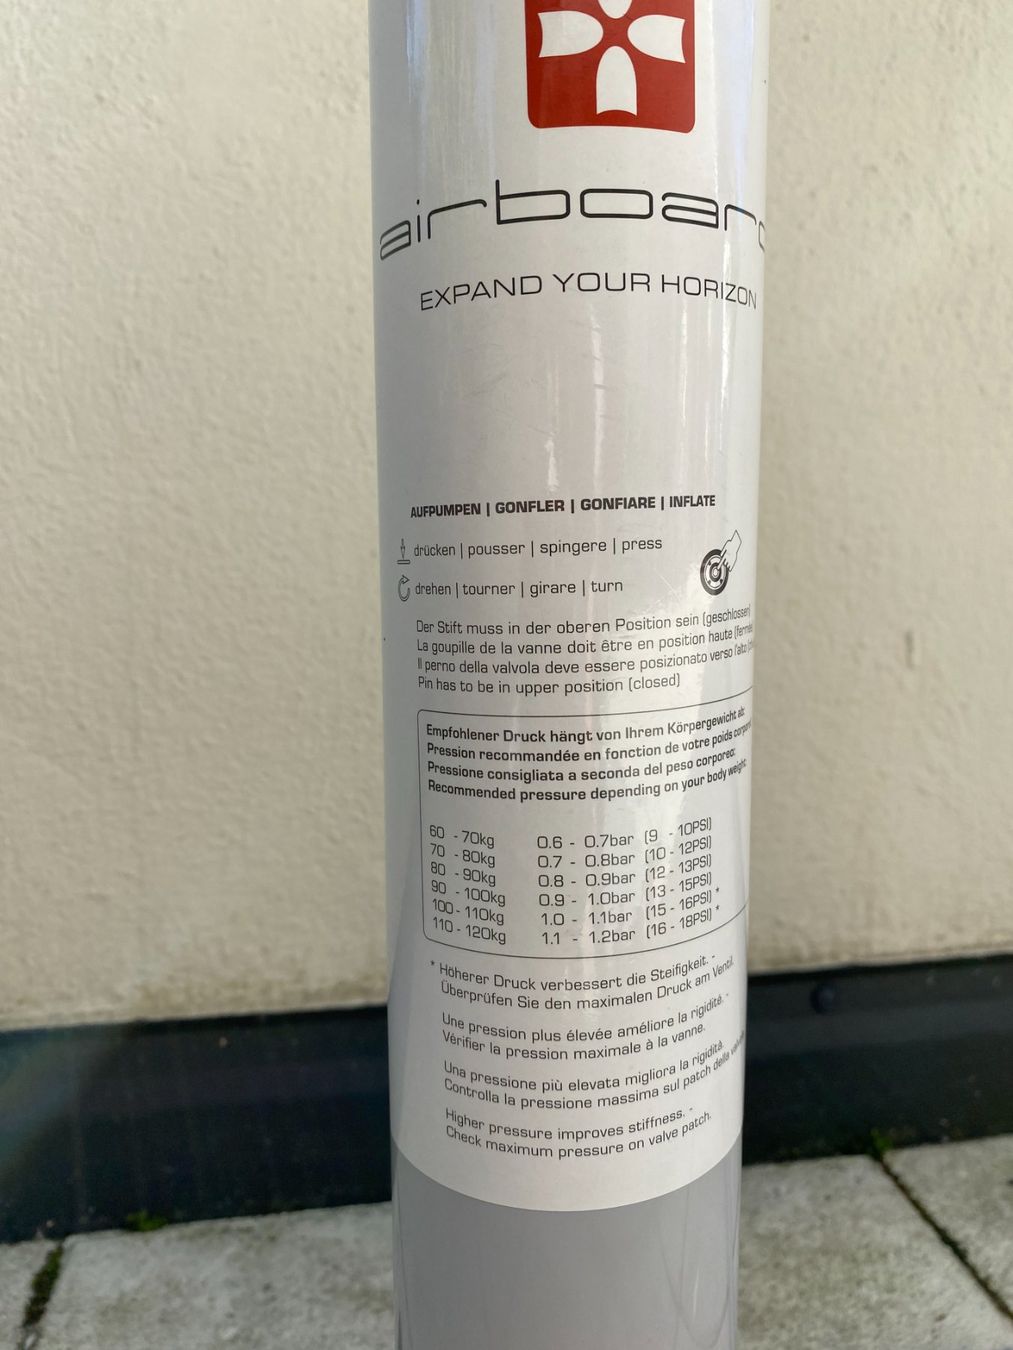 airboard
EXPAND YOUR HORIZON
AUFPUMPEN | GONFLER | GONFIARE | INFLATE
drücken | pousser | spingere | press
drehen | tourner | girare | turn
Der Stift muss in der oberen Position sein (geschlossen)
La goupille de la vanne doit être en position haute (fermée
Il perno della valvola deve essere posizionato verso l'alto
Pin has to be in upper position (closed)
Empfohlener Druck hängt von Ihrem Körpergewicht ab:
Pression recommandée en fonction de votre poids corporel
Pressione consigliata a seconda del peso corporeo:
Recommended pressure depending on your body weight:
60 - 70kg 0.6 - 0.7bar (9 - 10PSI)
70 - 80kg 0.7 - 0.8bar (10 - 12PSI)
80 - 90kg 0.8 - 0.9bar (12 - 13PSI)
90 - 100kg 0.9 - 1.0bar (13 - 15PSI)
100 - 110kg 1.0 - 1.1bar (15 - 16PSI) *
110 - 120kg 1.1 - 1.2bar (16 - 18PSI) *
* Höherer Druck verbessert die Steifigkeit. -
Überprüfen Sie den maximalen Druck am Ventil.
Une pression plus élevée améliore la rigidité. -
Vérifier la pression maximale à la vanne.
Una pressione più elevata migliora la rigidità.
Controlla la pressione massima sul patch della valvola
Higher pressure improves stiffness. -
Check maximum pressure on valve patch.